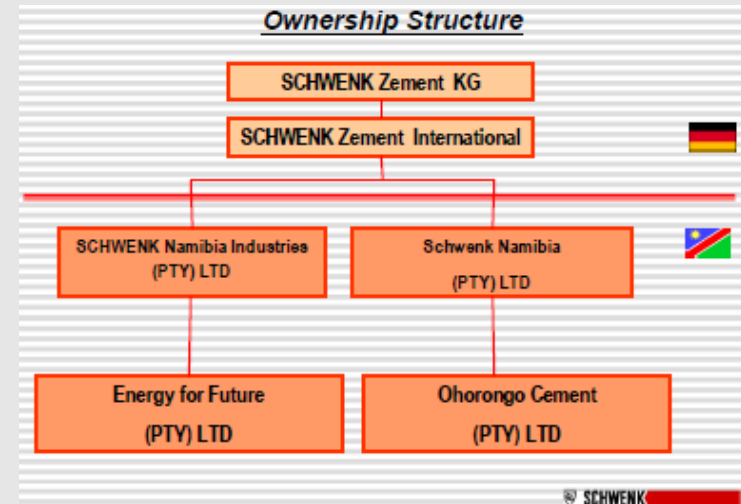 Ownership Structure
SCHWENK Zement KG
SCHWENK Zement International
SCHWENK Namibia Industries
(PTY) LTD
Schwenk Namibia
(PTY) LTD
Energy for Future
(PTY) LTD
Ohorongo Cement
(PTY) LTD
SCHWENK